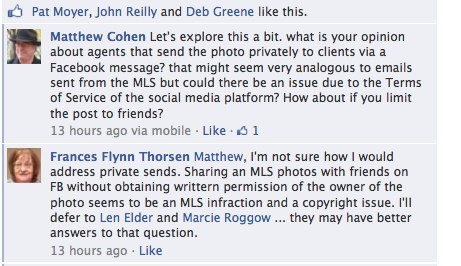 Pat Moyer, John Reilly and Deb Greene like this.
Matthew Cohen Let's explore this a bit. what is your opinion
about agents that send the photo privately to clients via a
Facebook message? that might seem very analogous to emails
sent from the MLS but could there be an issue due to the Terms
of Service of the social media platform? How about if you limit
the post to friends?
13 hours ago via mobile · Like · 1
Frances Flynn Thorsen Matthew, I'm not sure how I would
address private sends. Sharing an MLS photos with friends on
FB without obtaining writtern permission of the owner of the
photo seems to be an MLS infraction and a copyright issue. I'll
defer to Len Elder and Marcie Roggow ... they may have better
answers to that question.
13 hours ago · Like